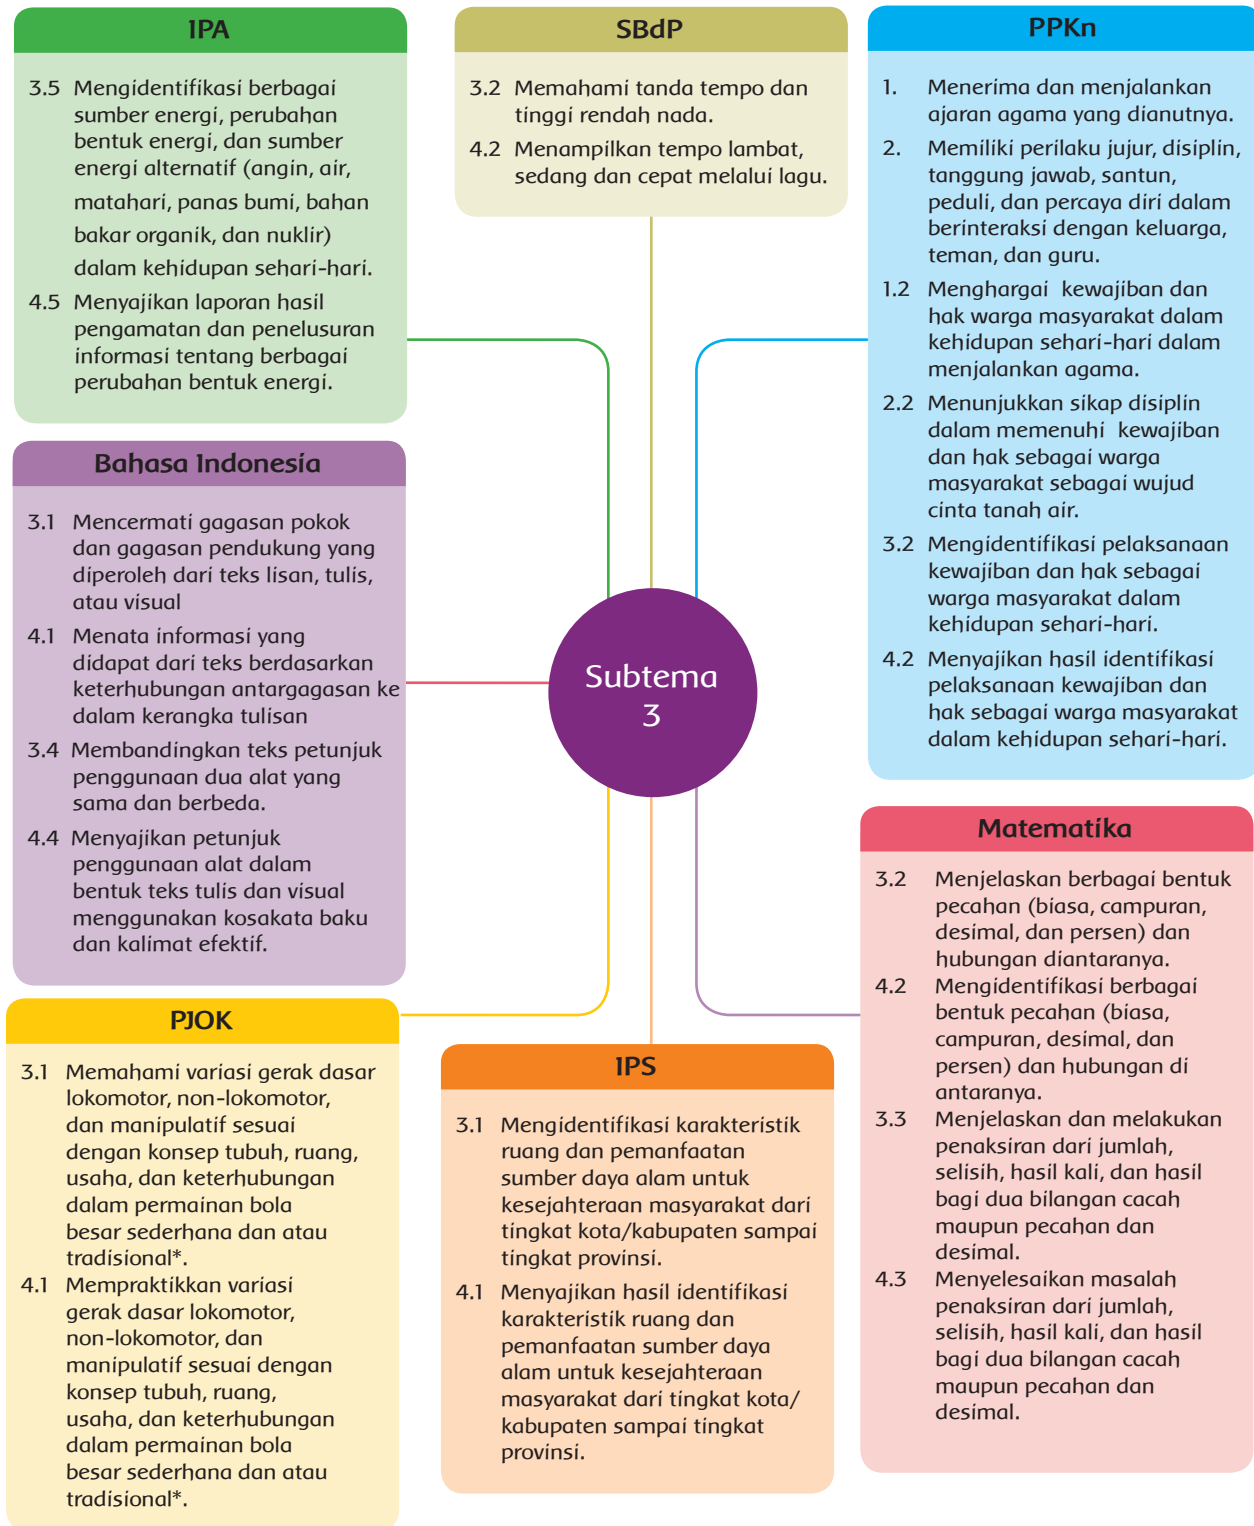 IPA
3.5 Mengidentifikasi berbagai
sumber energi, perubahan
bentuk energi, dan sumber
energi alternatif (angin, air,
matahari, panas bumi, bahan
bakar organik, dan nuklir)
dalam kehidupan sehari-hari.
4.5 Menyajikan laporan hasil
pengamatan dan penelusuran
informasi tentang berbagai
perubahan bentuk energi.
SBdP
3.2 Memahami tanda tempo dan
tinggi rendah nada.
4.2 Menampilkan tempo lambat,
sedang dan cepat melalui lagu.
PPKn
1. Menerima dan menjalankan
ajaran agama yang dianutnya.
2. Memiliki perilaku jujur, disiplin,
tanggung jawab, santun,
peduli, dan percaya diri dalam
berinteraksi dengan keluarga,
teman, dan guru.
1.2 Menghargai kewajiban dan
hak warga masyarakat dalam
kehidupan sehari-hari dalam
menjalankan agama.
2.2 Menunjukkan sikap disiplin
dalam memenuhi kewajiban
dan hak sebagai warga
masyarakat sebagai wujud
cinta tanah air.
3.2 Mengidentifikasi pelaksanaan
kewajiban dan hak sebagai
warga masyarakat dalam
kehidupan sehari-hari.
4.2 Menyajikan hasil identifikasi
pelaksanaan kewajiban dan
hak sebagai warga masyarakat
dalam kehidupan sehari-hari.
Bahasa Indonesia
3.1 Mencermati gagasan pokok
dan gagasan pendukung yang
diperoleh dari teks lisan, tulis,
atau visual
4.1 Menata informasi yang
didapat dari teks berdasarkan
keterhubungan antargagasan ke
dalam kerangka tulisan
3.4 Membandingkan teks petunjuk
penggunaan dua alat yang
sama dan berbeda.
4.4 Menyajikan petunjuk
penggunaan alat dalam
bentuk teks tulis dan visual
menggunakan kosakata baku
dan kalimat efektif.
Subtema
3
Matematika
3.2 Menjelaskan berbagai bentuk
pecahan (biasa, campuran,
desimal, dan persen) dan
hubungan diantaranya.
4.2 Mengidentifikasi berbagai
bentuk pecahan (biasa,
campuran, desimal, dan
persen) dan hubungan di
antaranya.
3.3 Menjelaskan dan melakukan
penaksiran dari jumlah,
selisih, hasil kali, dan hasil
bagi dua bilangan cacah
maupun pecahan dan
desimal.
4.3 Menyelesaikan masalah
penaksiran dari jumlah,
selisih, hasil kali, dan hasil
bagi dua bilangan cacah
maupun pecahan dan
desimal.
PJOK
3.1 Memahami variasi gerak dasar
lokomotor, non-lokomotor,
dan manipulatif sesuai
dengan konsep tubuh, ruang,
usaha, dan keterhubungan
dalam permainan bola
besar sederhana dan atau
tradisional*.
4.1 Mempraktikkan variasi
gerak dasar lokomotor,
non-lokomotor, dan
manipulatif sesuai dengan
konsep tubuh, ruang,
usaha, dan keterhubungan
dalam permainan bola
besar sederhana dan atau
tradisional*.
IPS
3.1 Mengidentifikasi karakteristik
ruang dan pemanfaatan
sumber daya alam untuk
kesejahteraan masyarakat dari
tingkat kota/kabupaten sampai
tingkat provinsi.
4.1 Menyajikan hasil identifikasi
karakteristik ruang dan
pemanfaatan sumber daya
alam untuk kesejahteraan
masyarakat dari tingkat kota/
kabupaten sampai tingkat
provinsi.